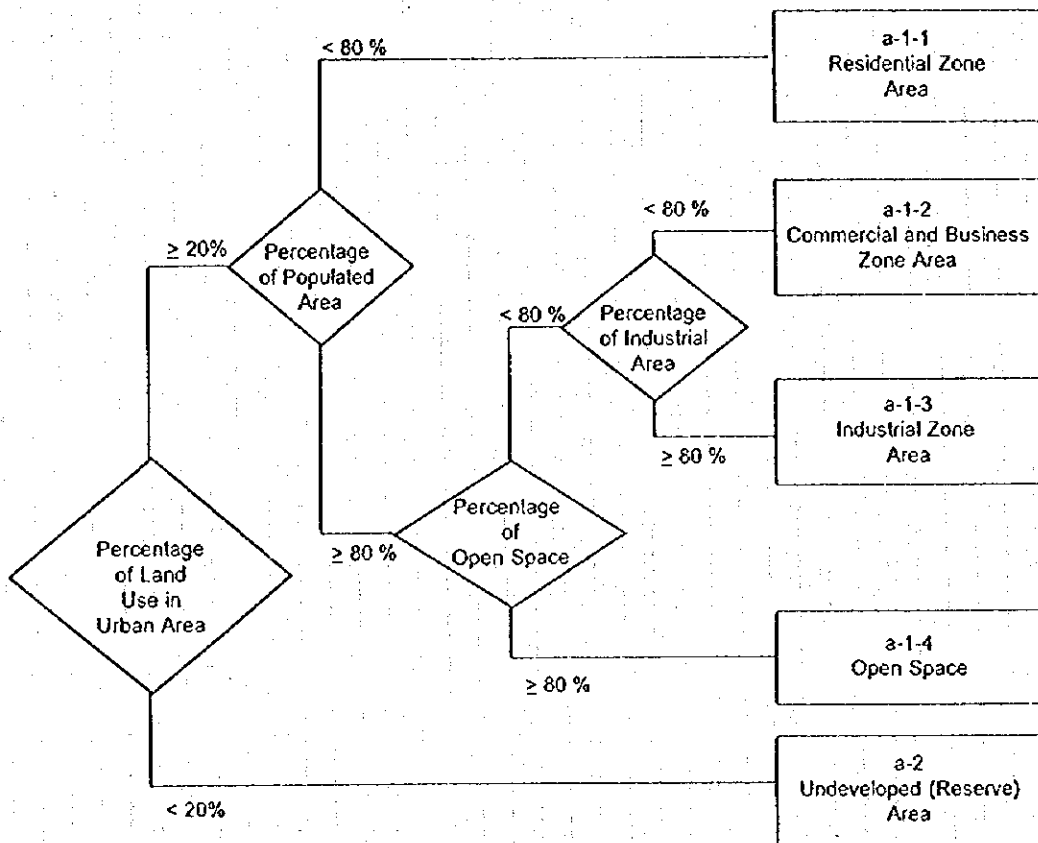 < 80 %
a-1-1
Residential Zone
Area
≥ 20%
Percentage
of Populated
Area
< 80 %
a-1-2
Commercial and Business
Zone Area
< 80 %
Percentage
of Industrial
Area
≥ 80 %
a-1-3
Industrial Zone
Area
Percentage
of Land
Use in
Urban Area
≥ 80 %
Percentage
of
Open Space
≥ 80 %
a-1-4
Open Space
< 20%
a-2
Undeveloped (Reserve)
Area